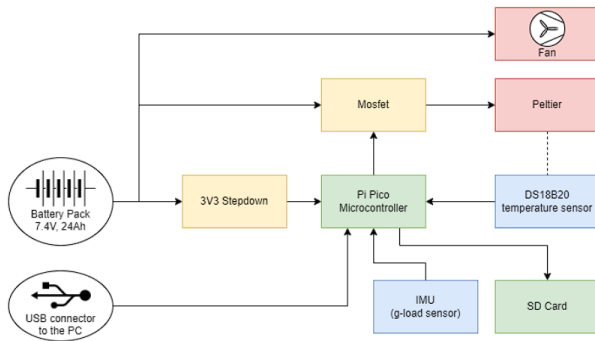 Fan
Mosfet
Peltier
Battery Pack
7.4V, 24Ah
3V3 Stepdown
Pi Pico
Microcontroller
DS18B20
temperature sensor
USB connector
to the PC
IMU
(g-load sensor)
SD Card